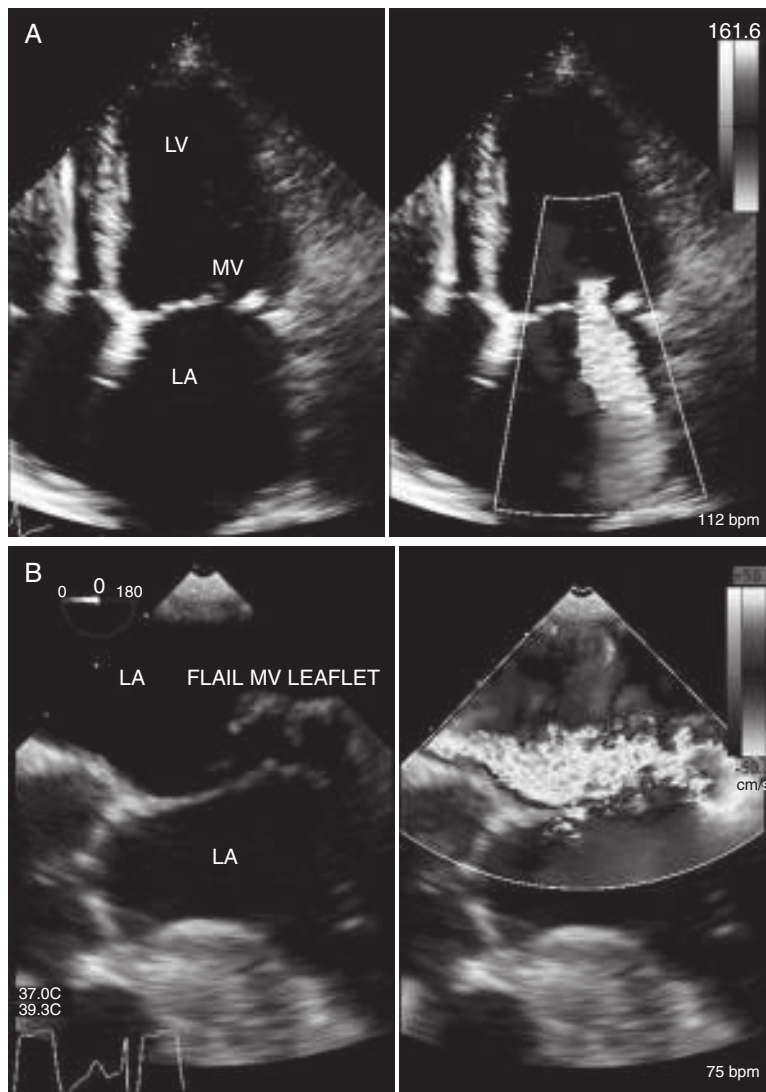 A
161.6
LV
MV
LA
112 bpm
B
0 0 180
LA FLAIL MV LEAFLET
cm/s
LA
37.0C
39.3C
75 bpm